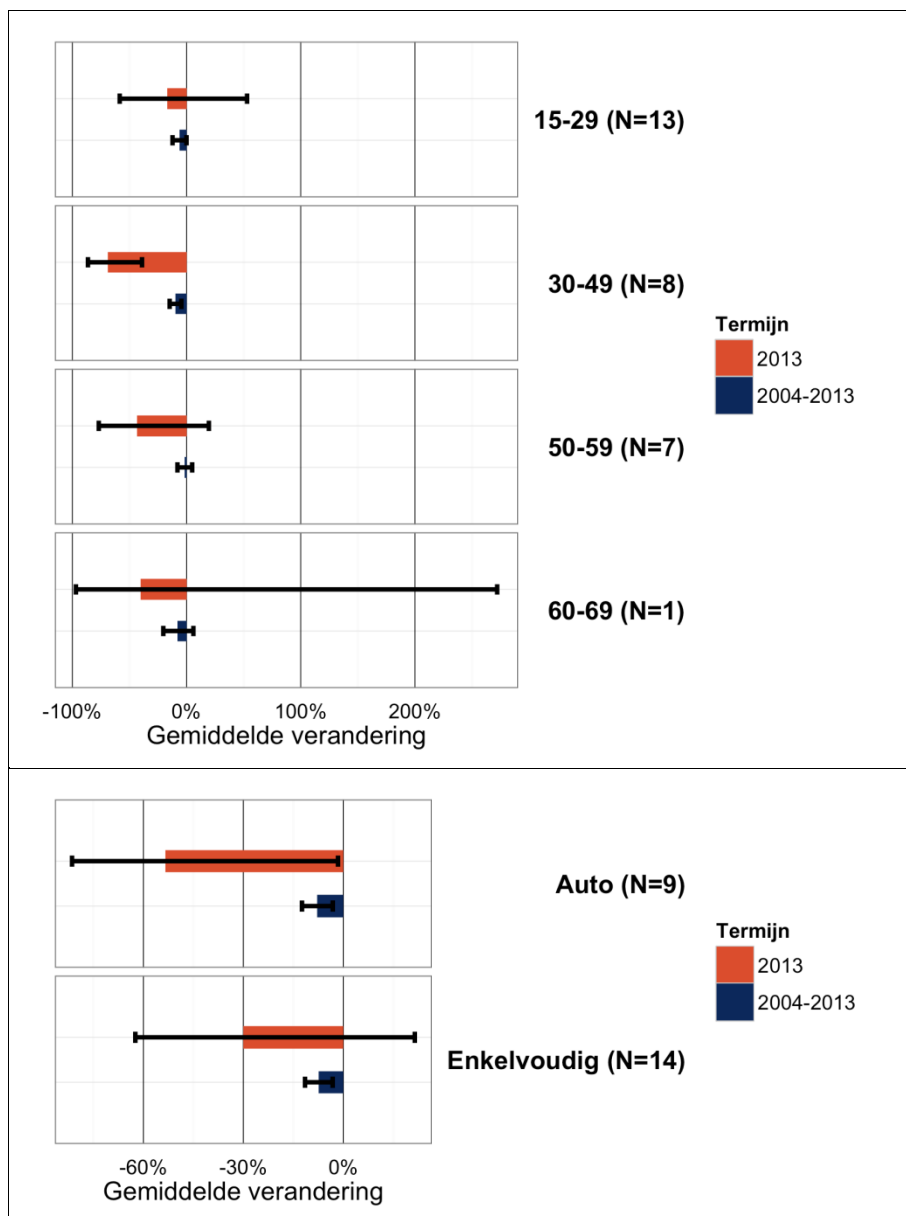 15-29 (N=13)
30-49 (N=8)
50-59 (N=7)
60-69 (N=1)
-100% 0% 100% 200%
Gemiddelde verandering
Termijn
2013
2004-2013
Auto (N=9)
Enkelvoudig (N=14)
-60% -30% 0%
Gemiddelde verandering
Termijn
2013
2004-2013